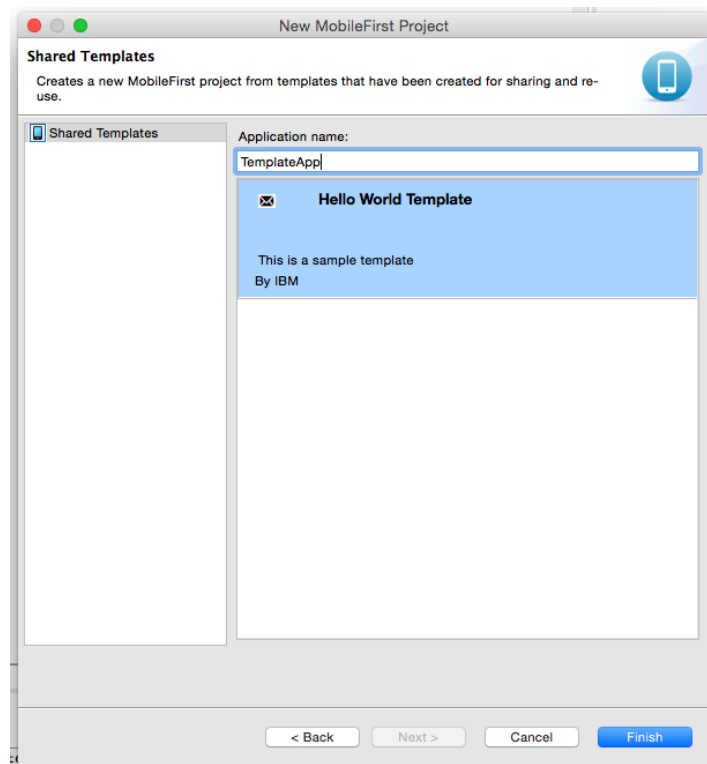 New MobileFirst Project
Shared Templates
Creates a new MobileFirst project from templates that have been created for sharing and re-
use.
Shared Templates
Application name:
TemplateApp
Hello World Template
This is a sample template
By IBM
< Back
Next >
Cancel
Finish